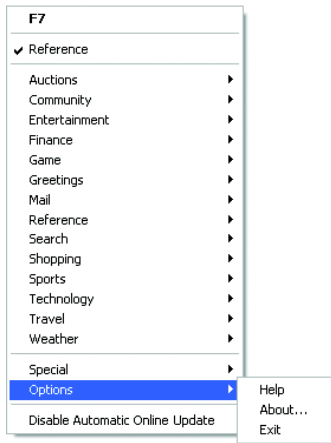 F7
Reference
Auctions
Community
Entertainment
Finance
Game
Greetings
Mail
Reference
Search
Shopping
Sports
Technology
Travel
Weather
Special
Options
Disable Automatic Online Update
Help
About...
Exit